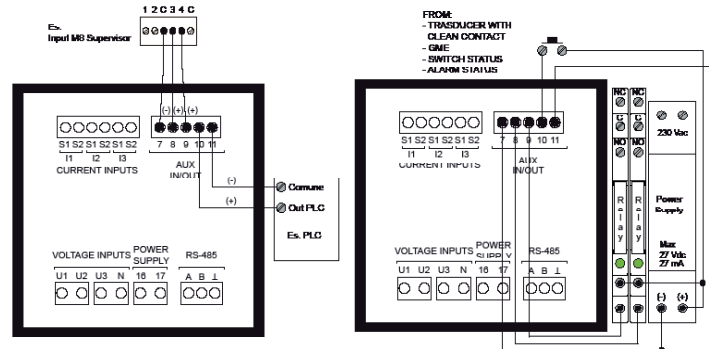 1 2 C 3 4 C
Es.
Input M8 Supervisor
(-) (+) (+)
S1 S2 S1 S2 S1 S2
I1 I2 I3
CURRENT INPUTS
7 8 9 10 11
AUX
IN/OUT
(-)
Comune
(+)
Out PLC
Es. PLC
VOLTAGE INPUTS
POWER
SUPPLY
RS-485
U1 U2 U3 N 16 17 A B ⊥
FROM:
- TRASDUCER WITH
CLEAN CONTACT
- GME
- SWITCH STATUS
- ALARM STATUS
S1 S2 S1 S2 S1 S2
I1 I2 I3
CURRENT INPUTS
7 8 9 10 11
AUX
IN/OUT
VOLTAGE INPUTS
POWER
SUPPLY
RS-485
U1 U2 U3 N 16 17 A B ⊥
NC NC
C C
NO NO
Relay Relay
230 Vac
Power
Supply
Max
27 Vdc
27 mA
(-) (+)